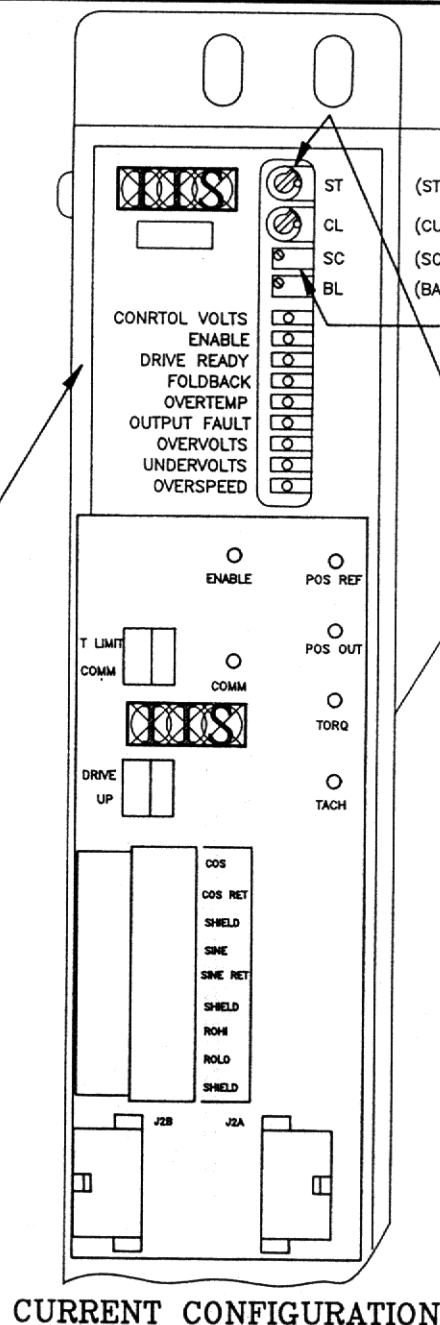 IIS
ST (ST
CL (CU
SC (SC
BL (BA
CONRTOL VOLTS
ENABLE
DRIVE READY
FOLDBACK
OVERTEMP
OUTPUT FAULT
OVERVOLTS
UNDERVOLTS
OVERSPEED
ENABLE
POS REF
T LIMIT
COMM
COMM
POS OUT
IIS
TORQ
DRIVE
UP
TACH
COS
COS RET
SHIELD
SINE
SINE RET
SHIELD
ROHI
ROLO
SHIELD
J2B J2A
CURRENT CONFIGURATION